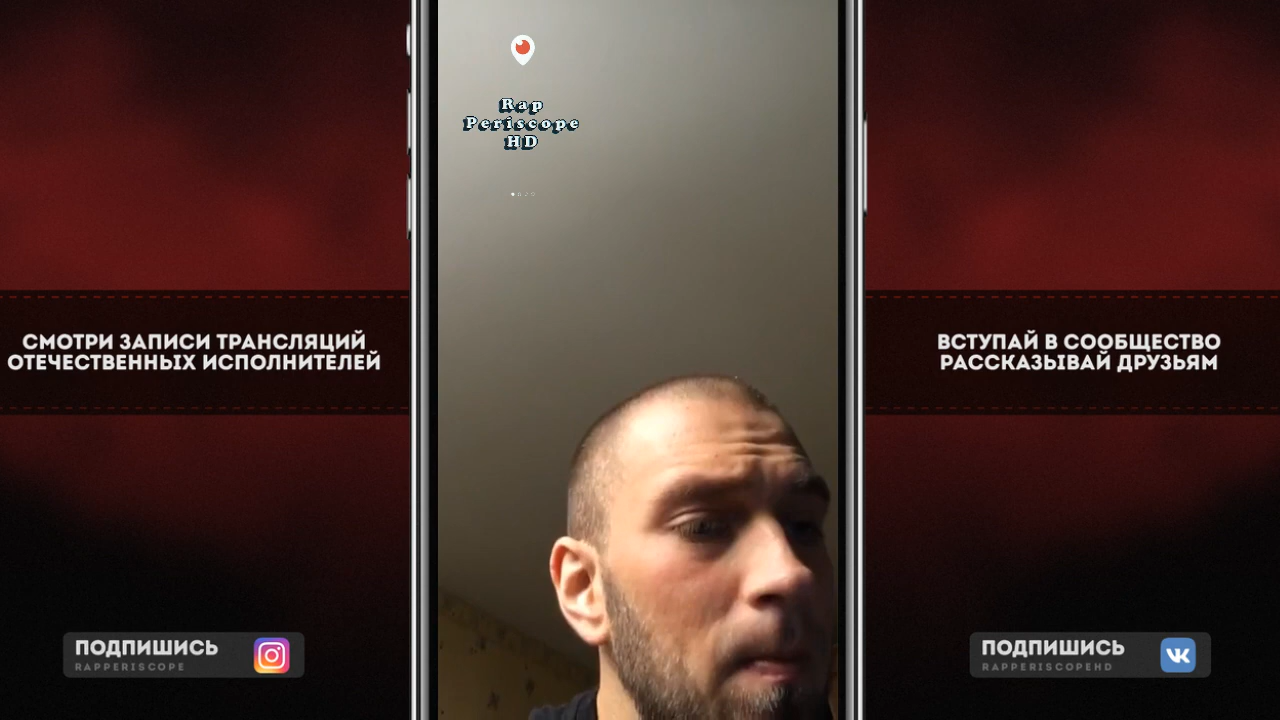 Rap
Periscope
HD
СМОТРИ ЗАПИСИ ТРАНСЛЯЦИЙ
ОТЕЧЕСТВЕННЫХ ИСПОЛНИТЕЛЕЙ
ВСТУПАЙ В СООБЩЕСТВО
РАССКАЗЫВАЙ ДРУЗЬЯМ
ПОДПИШИСЬ
RAPPERISCOPE
ПОДПИШИСЬ
RAPPERISCOPEHD